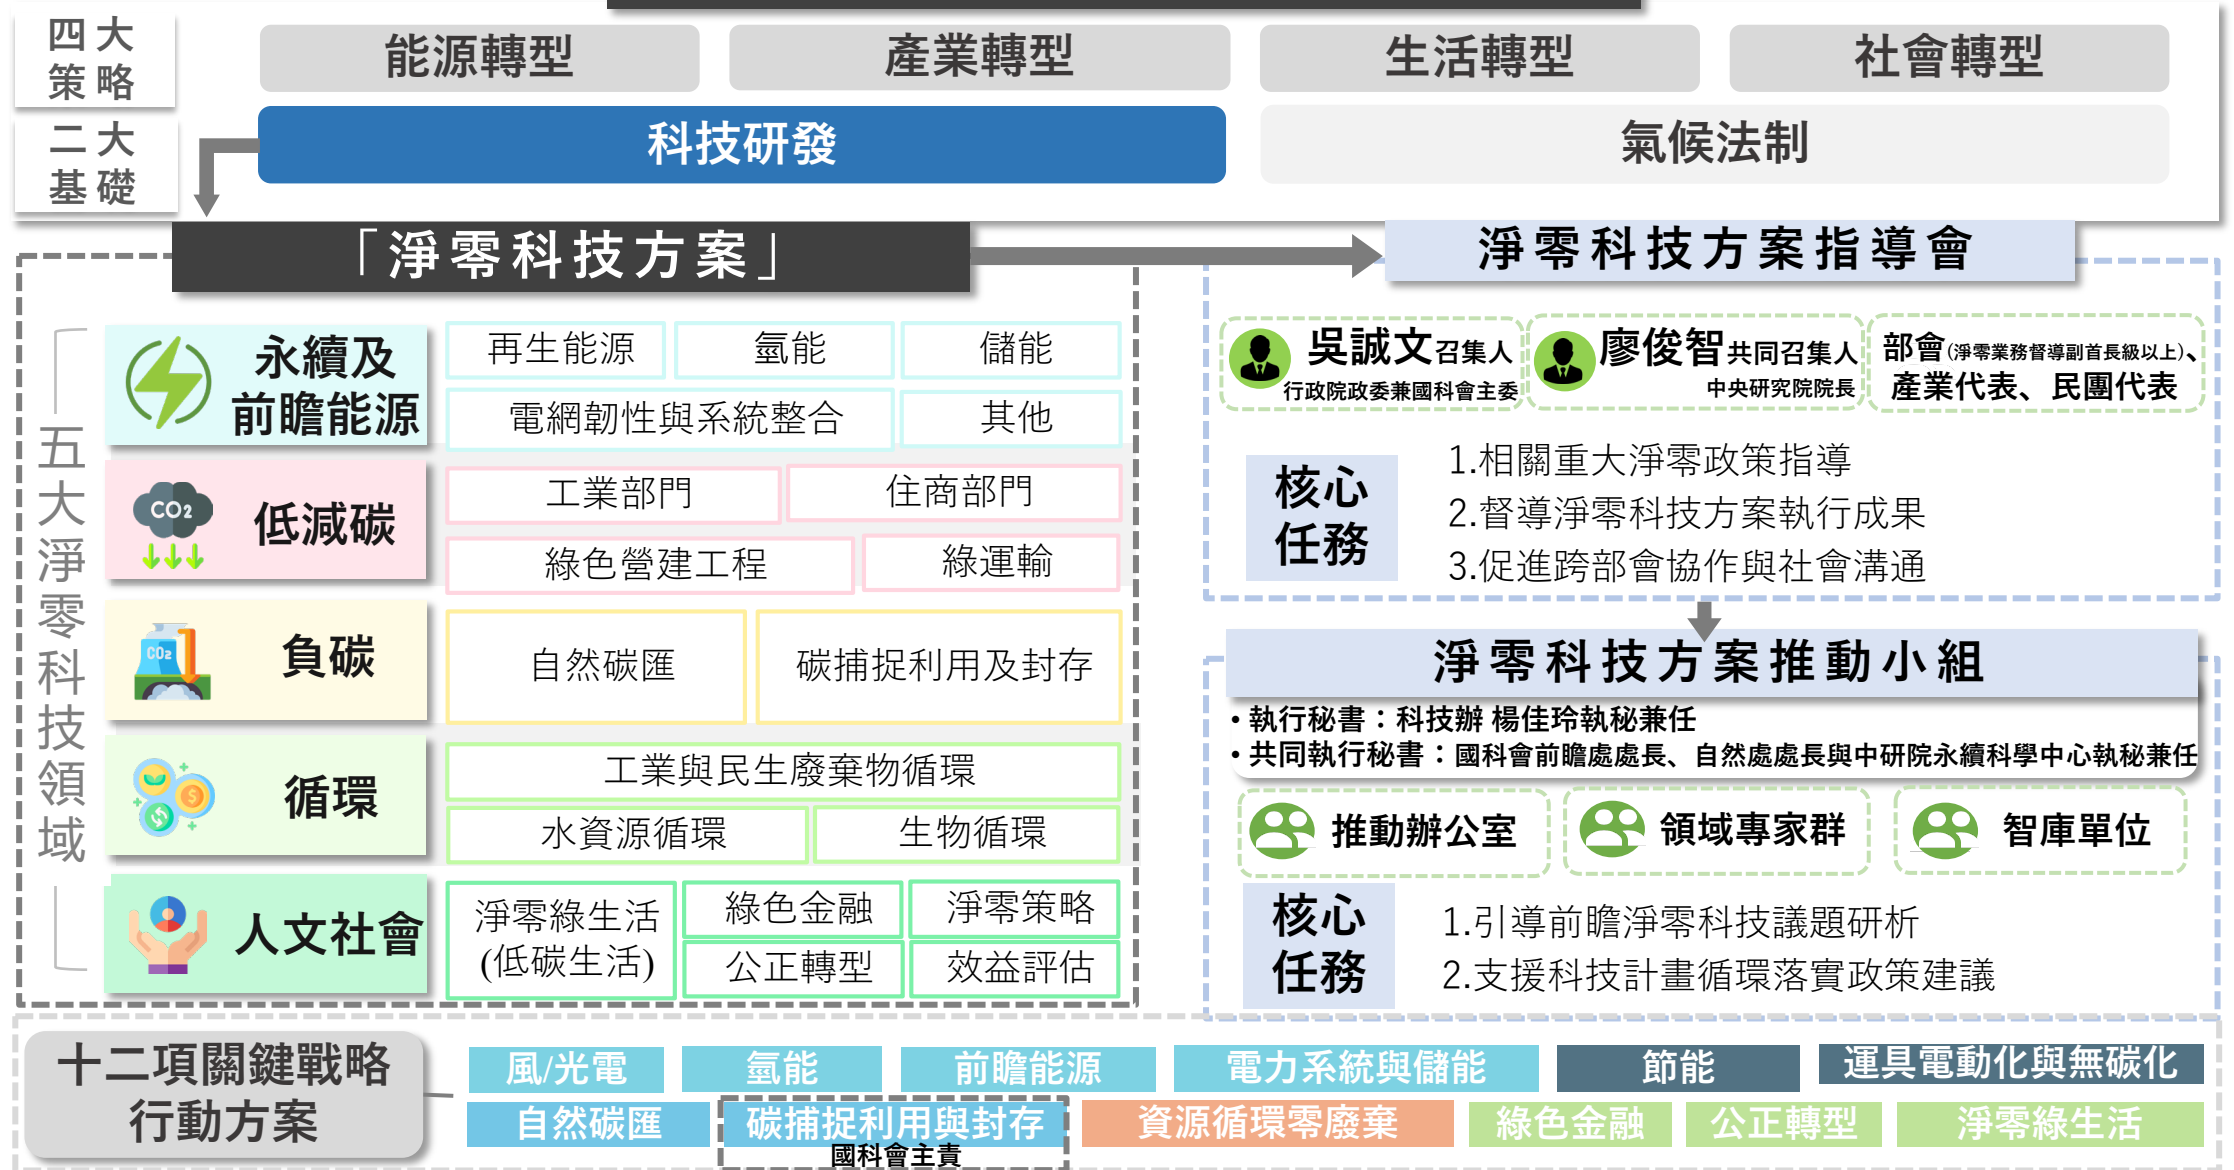 四大
策略
能源轉型
產業轉型
生活轉型
社會轉型
二大
基礎
科技研發
氣候法制
「淨零科技方案」
淨零科技方案指導會
五大淨零科技領域
永續及
前瞻能源
再生能源
氫能
儲能
電網韌性與系統整合
其他
CO2
低減碳
工業部門
住商部門
綠色營建工程
綠運輸
CO2
負碳
自然碳匯
碳捕捉利用及封存
循環
工業與民生廢棄物循環
水資源循環
生物循環
人文社會
淨零綠生活
(低碳生活)
綠色金融
淨零策略
公正轉型
效益評估
吳誠文召集人
行政院政委兼國科會主委
廖俊智共同召集人
中央研究院院長
部會(淨零業務督導副首長級以上)、
產業代表、民團代表
核心
任務
1.相關重大淨零政策指導
2.督導淨零科技方案執行成果
3.促進跨部會協作與社會溝通
淨零科技方案推動小組
• 執行秘書：科技辦 楊佳玲執秘兼任
• 共同執行秘書：國科會前瞻處處長、自然處處長與中研院永續科學中心執秘兼任
推動辦公室
領域專家群
智庫單位
核心
任務
1.引導前瞻淨零科技議題研析
2.支援科技計畫循環落實政策建議
十二項關鍵戰略
行動方案
風/光電
氫能
前瞻能源
電力系統與儲能
節能
運具電動化與無碳化
自然碳匯
碳捕捉利用與封存
國科會主責
資源循環零廢棄
綠色金融
公正轉型
淨零綠生活